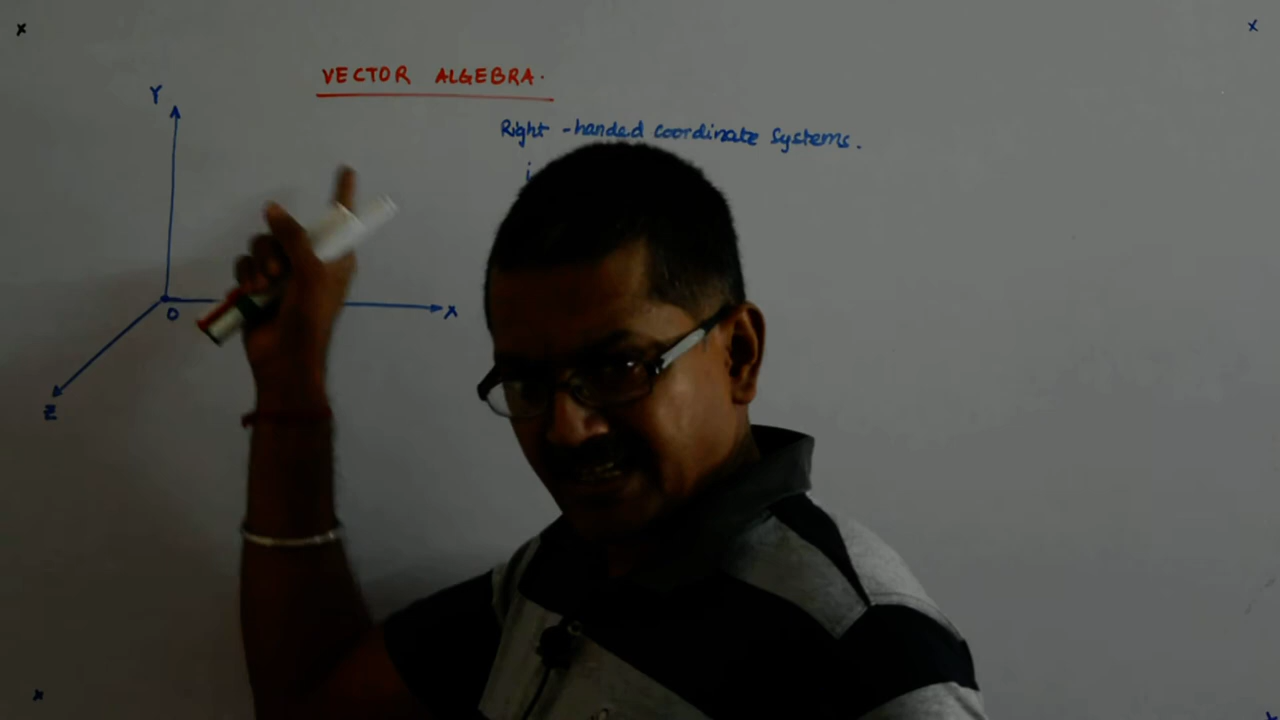 VECTOR ALGEBRA.
Y
Right-handed coordinate systems.
i
O
X
Z